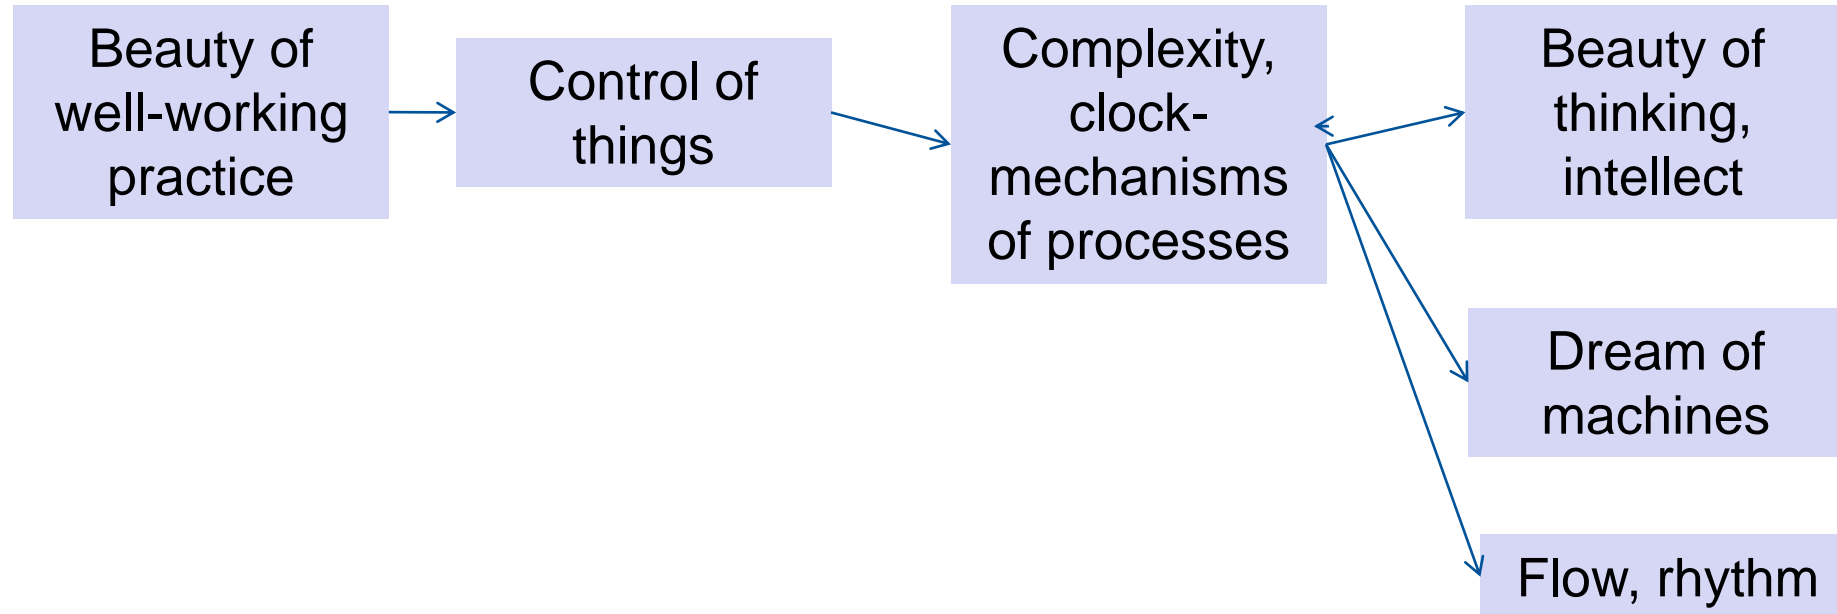 Beauty of
well-working
practice
Control of
things
Complexity,
clock-
mechanisms
of processes
Beauty of
thinking,
intellect
Dream of
machines
Flow, rhythm